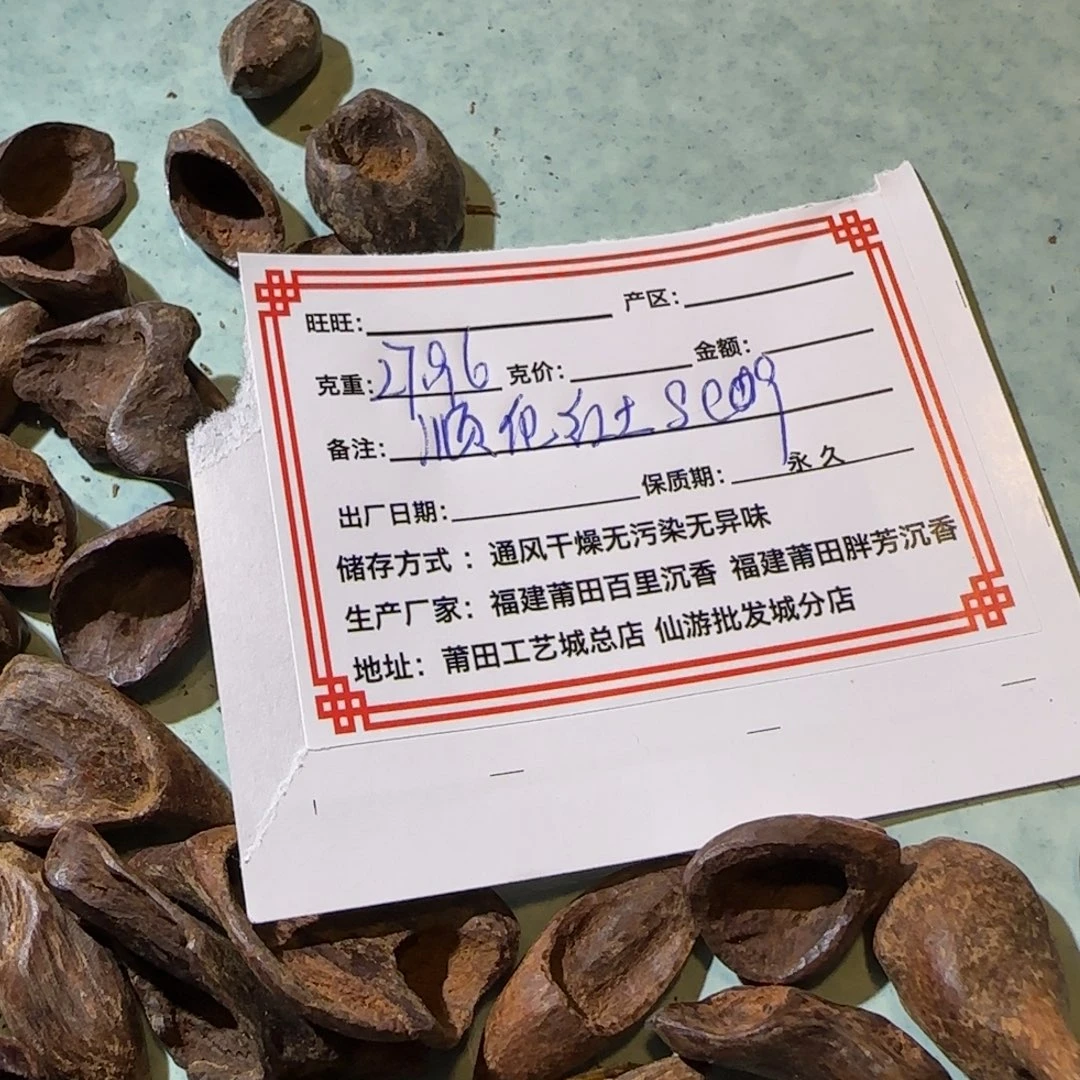 旺旺: 产区:
克重: 27.96 克价: 金额:
备注: 顺化红土
出厂日期: 保质期: 永久
储存方式 : 通风干燥无污染无异味
生产厂家: 福建莆田百里沉香 福建莆田胖芳沉香
地址: 莆田工艺城总店 仙游批发城分店